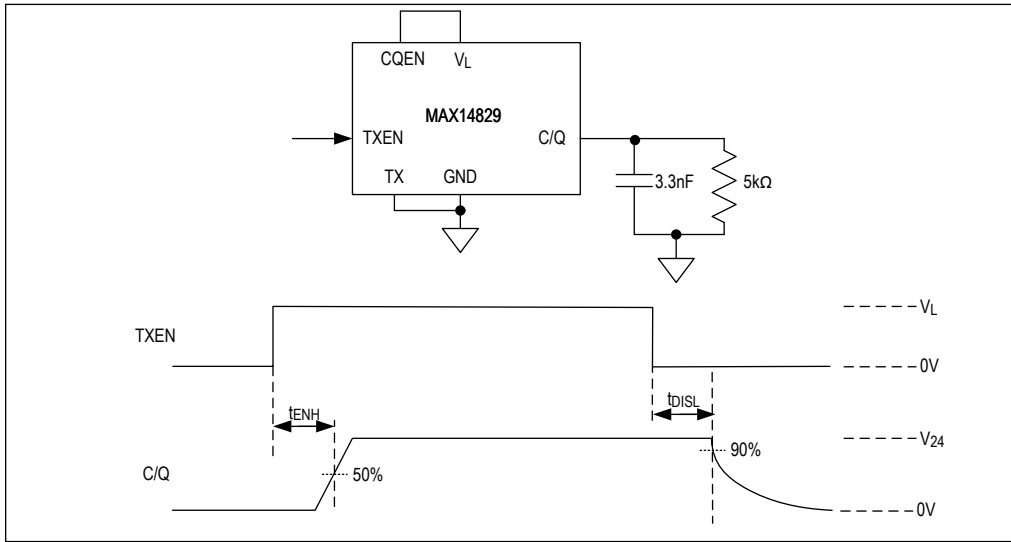 CQEN VL
MAX14829
TXEN C/Q
TX GND
3.3nF 5kΩ
VL
TXEN
0V
tENH tDISL
V24
90%
C/Q 50%
0V